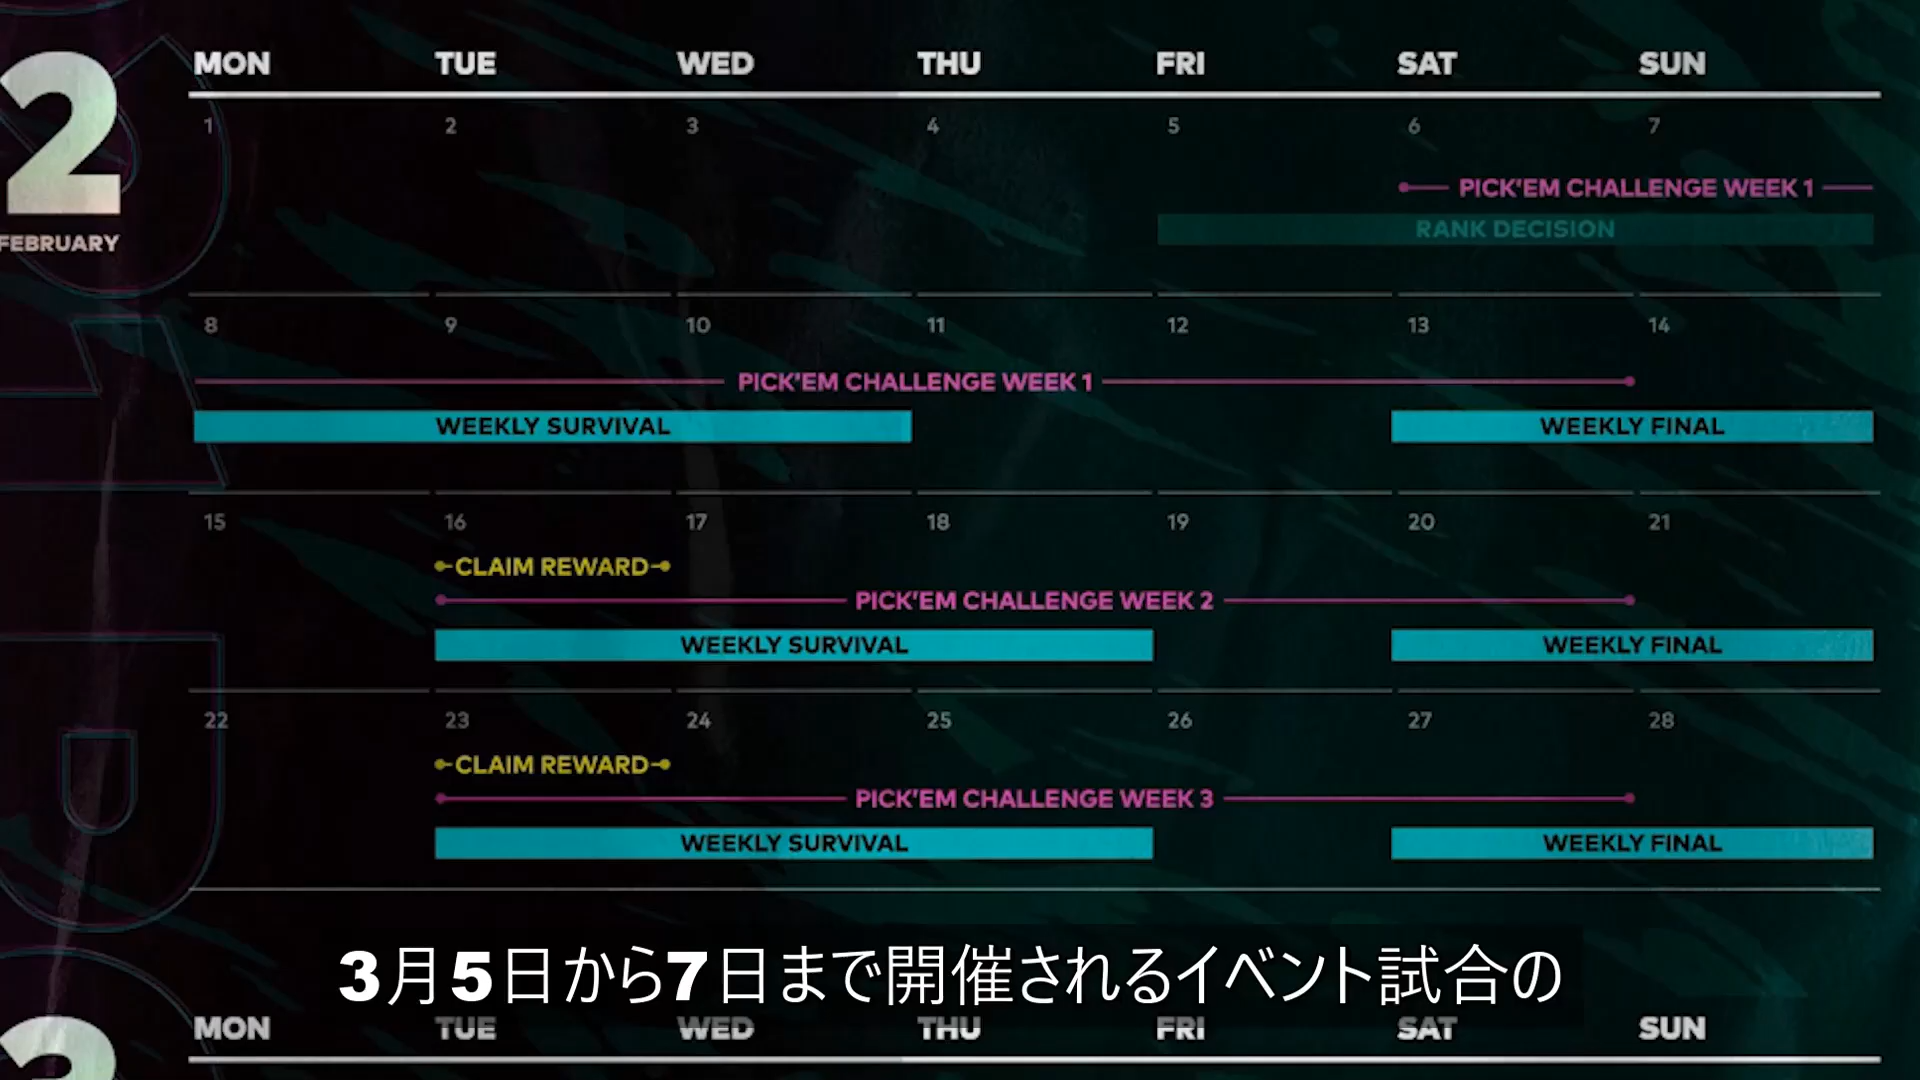 2
FEBRUARY
MON TUE WED THU FRI SAT SUN
1 2 3 4 5 6 7
PICK'EM CHALLENGE WEEK 1
RANK DECISION
8 9 10 11 12 13 14
PICK'EM CHALLENGE WEEK 1
WEEKLY SURVIVAL WEEKLY FINAL
15 16 17 18 19 20 21
CLAIM REWARD
PICK'EM CHALLENGE WEEK 2
WEEKLY SURVIVAL WEEKLY FINAL
22 23 24 25 26 27 28
CLAIM REWARD
PICK'EM CHALLENGE WEEK 3
WEEKLY SURVIVAL WEEKLY FINAL
3月5日から7日まで開催されるイベント試合の
MON TUE WED THU FRI SAT SUN